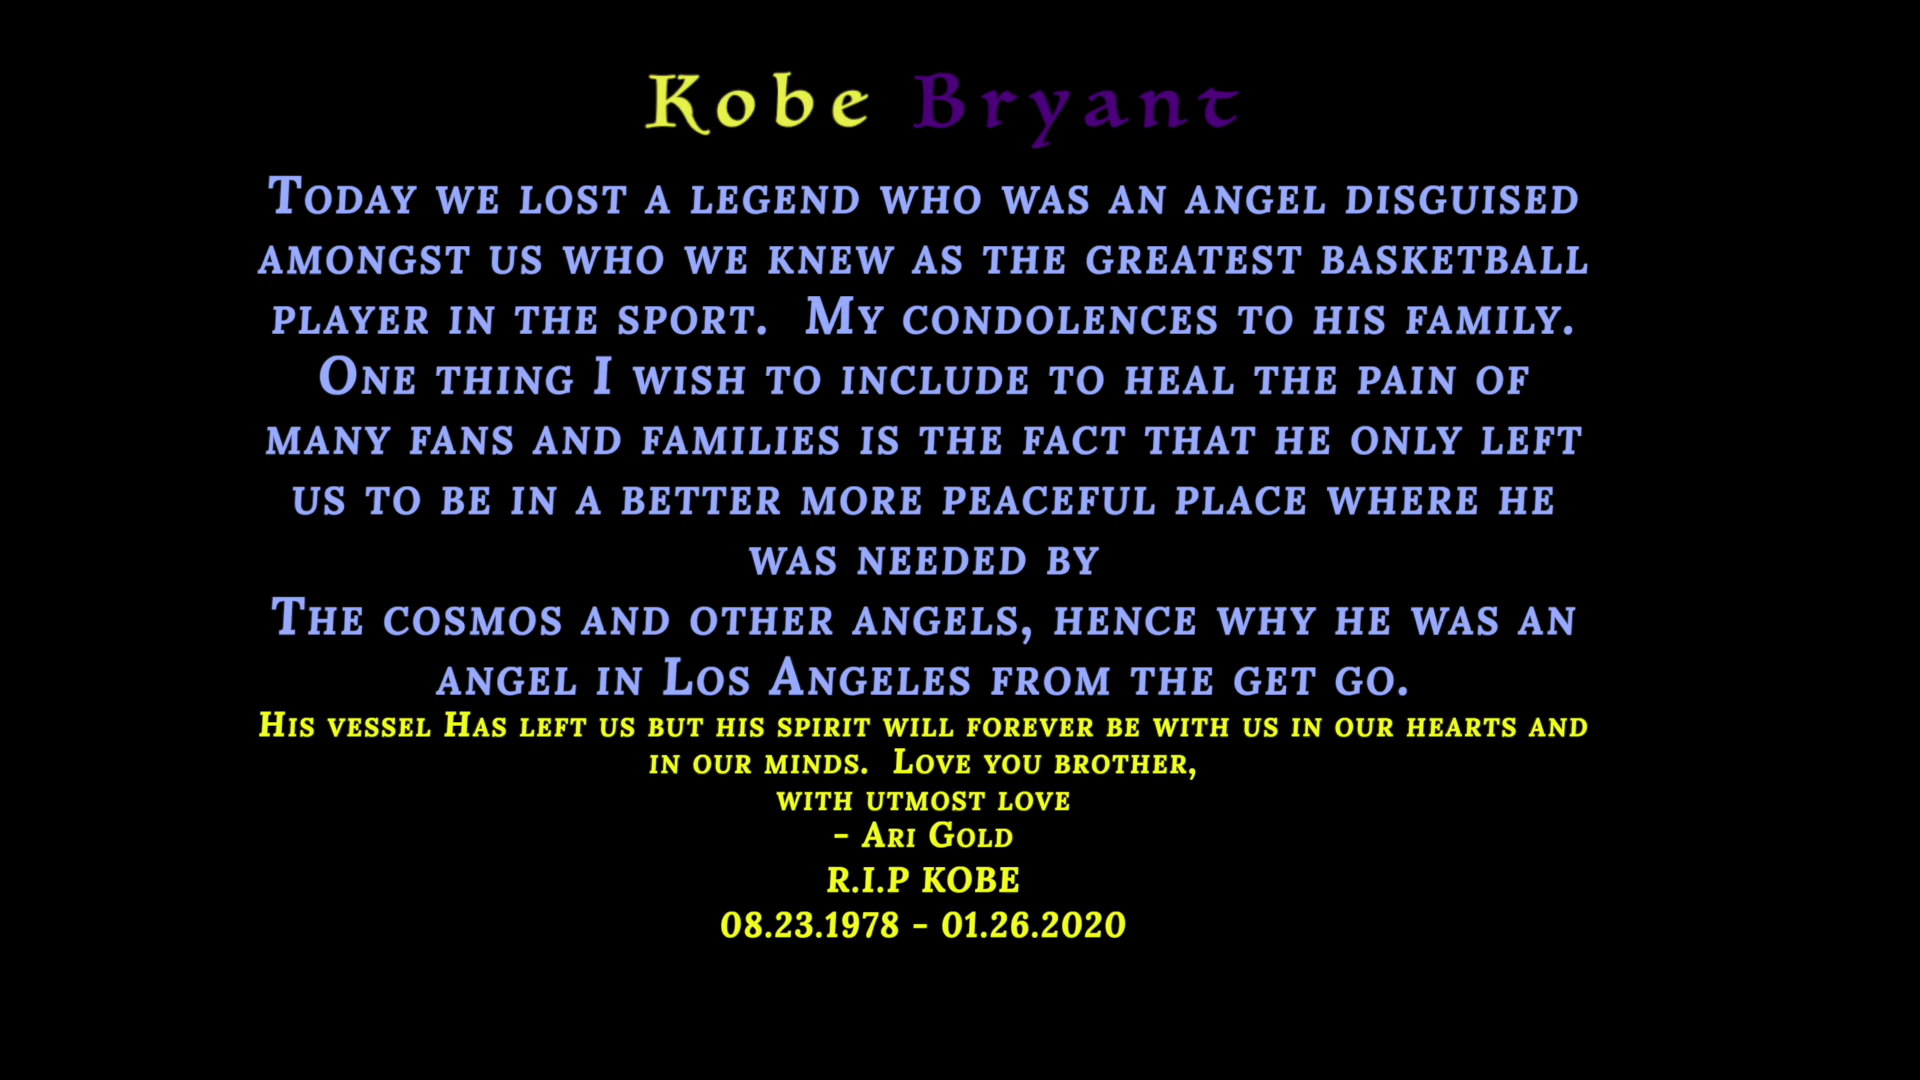 Kobe Bryant
Today we lost a legend who was an angel disguised
amongst us who we knew as the greatest basketball
player in the sport.  My condolences to his family.
One thing I wish to include to heal the pain of
many fans and families is the fact that he only left
us to be in a better more peaceful place where he
was needed by
The cosmos and other angels, hence why he was an
angel in Los Angeles from the get go.
His vessel Has left us but his spirit will forever be with us in our hearts and
in our minds.  Love you brother,
with utmost love
- Ari Gold
R.I.P KOBE
08.23.1978 - 01.26.2020